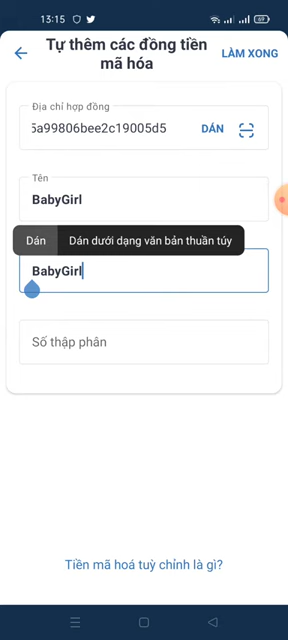 13:15
69
Tự thêm các đồng tiền
mã hóa
LÀM XONG
Địa chỉ hợp đồng
5a99806bee2c19005d5
DÁN
Tên
BabyGirl
Dán
Dán dưới dạng văn bản thuần túy
BabyGirl
Số thập phân
Tiền mã hoá tuỳ chỉnh là gì?